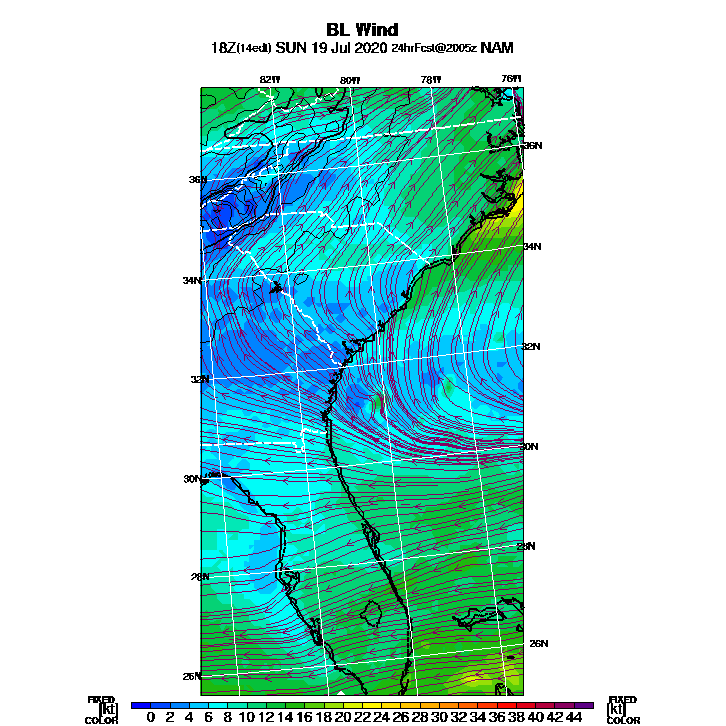 BL Wind
18Z(14edt) SUN 19 Jul 2020 24hrFcst@2005z NAM
82W 80W 78W 76W
36N
36N
34N
34N
32N
32N
30N
30N
28N
28N
26N
26N
FIXED FIXED
[kt] 0 2 4 6 8 10 12 14 16 18 20 22 24 26 28 30 32 34 36 38 40 42 44 [kt]
COLOR COLOR